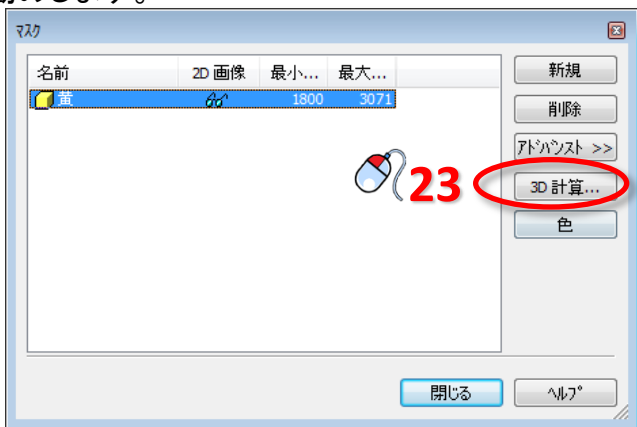 マスク
名前 2D 画像 最小... 最大...
黄 1800 3071
新規
削除
アドバンスト >>
3D 計算...
色
23
閉じる
ヘルプ